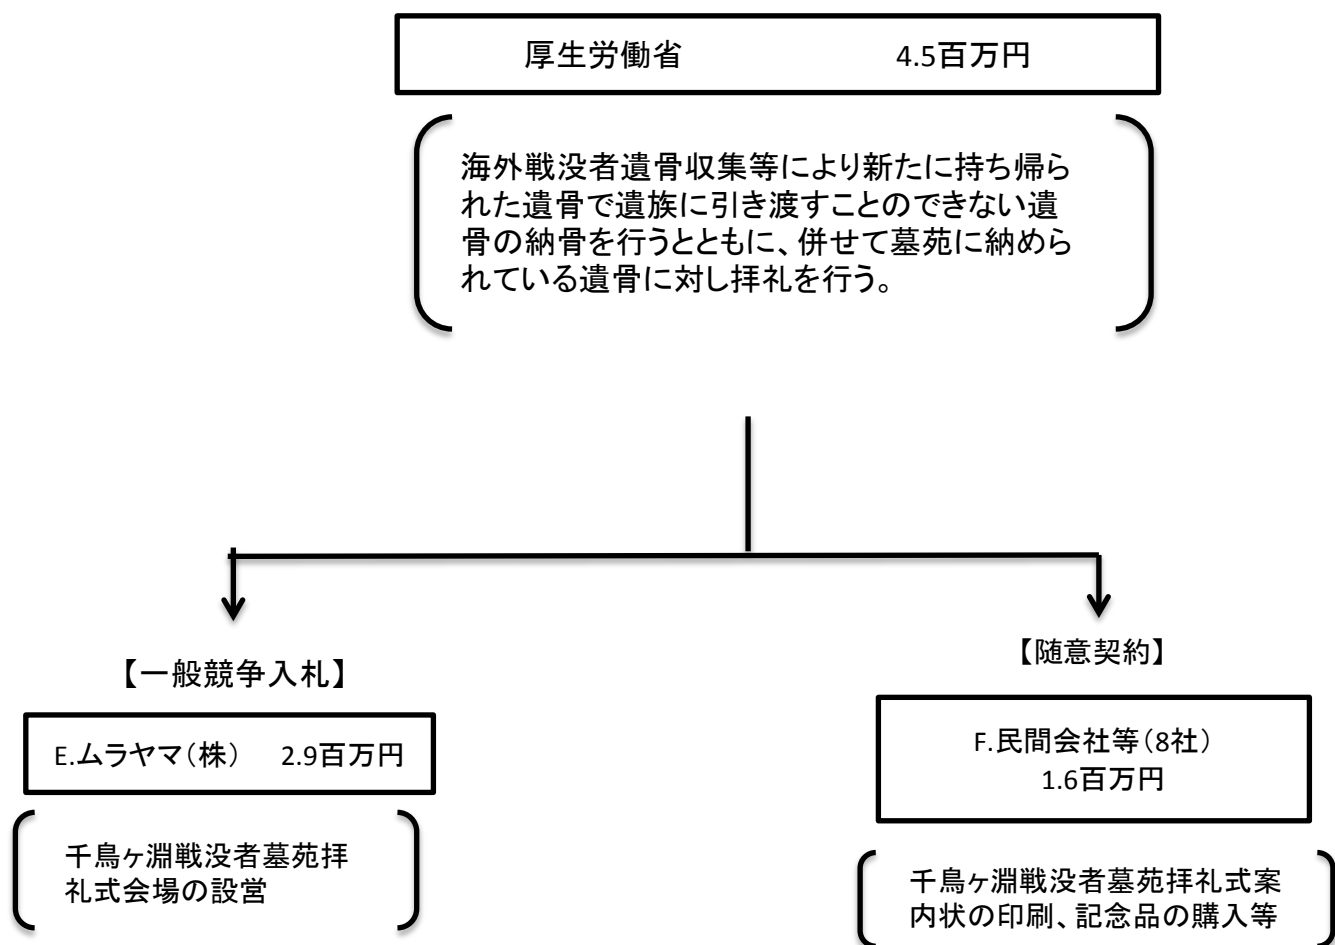 厚生労働省 4.5百万円
海外戦没者遺骨収集等により新たに持ち帰ら
れた遺骨で遺族に引き渡すことのできない遺
骨の納骨を行うとともに、併せて墓苑に納めら
れている遺骨に対し拝礼を行う。
【一般競争入札】
E.ムラヤマ(株) 2.9百万円
千鳥ヶ淵戦没者墓苑拝
礼式会場の設営
【随意契約】
F.民間会社等(8社)
1.6百万円
千鳥ヶ淵戦没者墓苑拝礼式案
内状の印刷、記念品の購入等